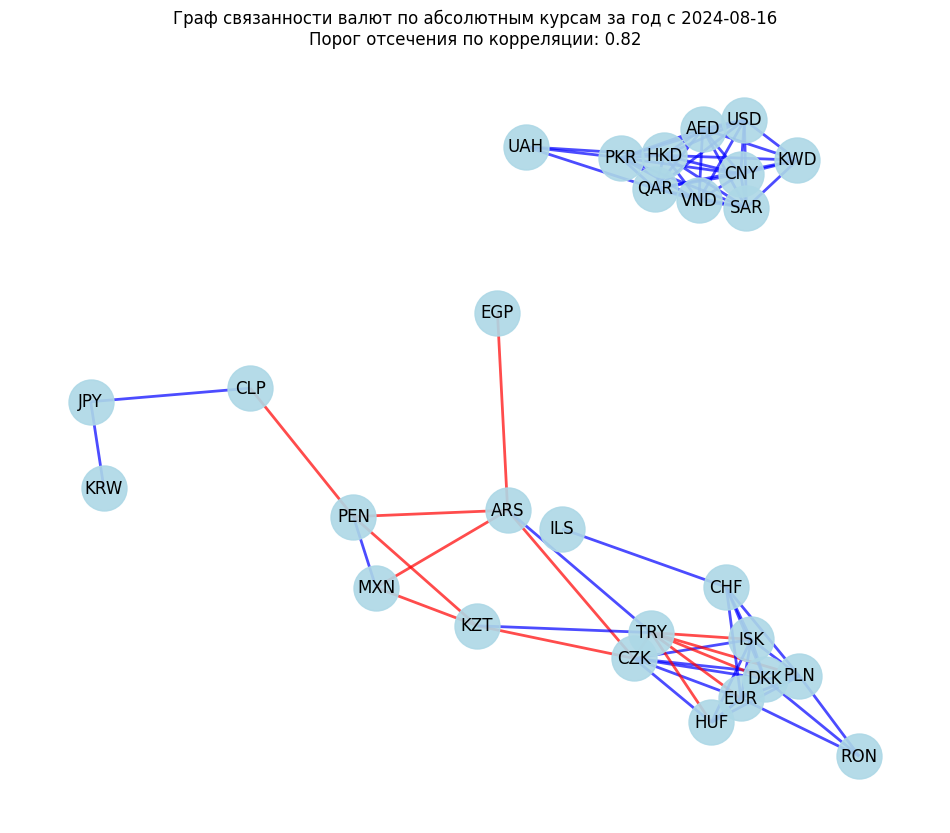 Граф связанности валют по абсолютным курсам за год с 2024-08-16
Порог отсечения по корреляции: 0.82
USD
AED
UAH
HKD
PKR
KWD
CNY
QAR
VND
SAR
EGP
CLP
JPY
KRW
ARS
PEN
ILS
CHF
MXN
KZT
TRY
ISK
CZK
PLN
DKK
EUR
HUF
RON